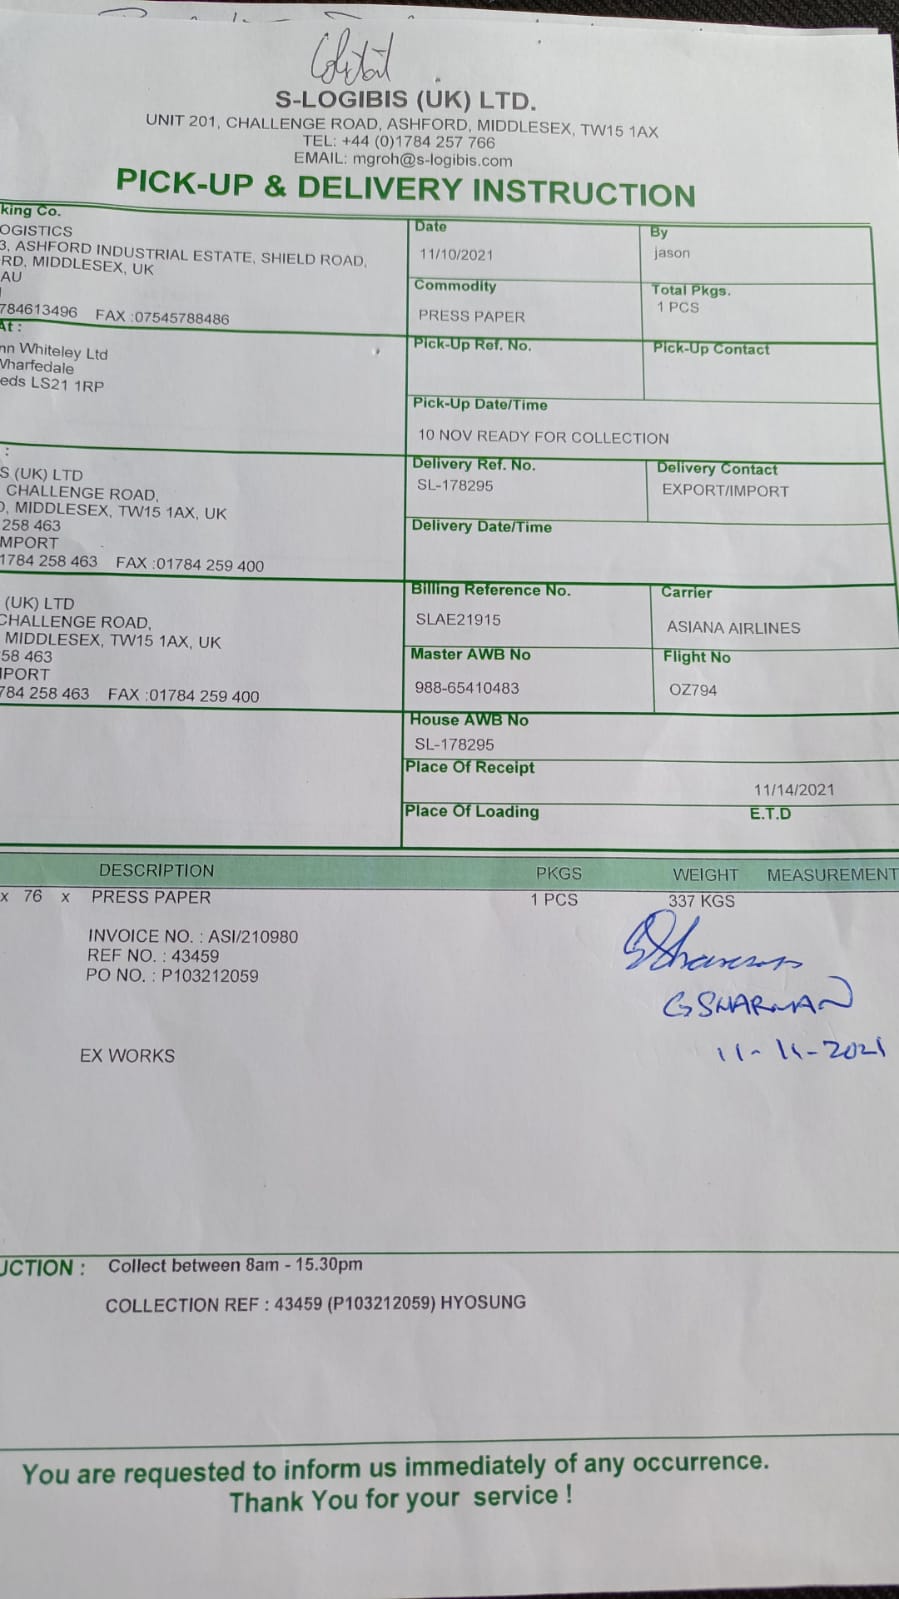 S-LOGIBIS (UK) LTD.
UNIT 201, CHALLENGE ROAD, ASHFORD, MIDDLESEX, TW15 1AX
TEL: +44 (0)1784 257 766
EMAIL: mgroh@s-logibis.com
PICK-UP & DELIVERY INSTRUCTION
king Co.
OGISTICS
3, ASHFORD INDUSTRIAL ESTATE, SHIELD ROAD,
RD, MIDDLESEX, UK
AU
784613496 FAX :07545788486
Date
11/10/2021
By
jason
Commodity
PRESS PAPER
Total Pkgs.
1 PCS
At :
nn Whiteley Ltd
Wharfedale
eds LS21 1RP
Pick-Up Ref. No.
Pick-Up Contact
Pick-Up Date/Time
10 NOV READY FOR COLLECTION
:
S (UK) LTD
CHALLENGE ROAD,
D, MIDDLESEX, TW15 1AX, UK
258 463
MPORT
1784 258 463 FAX :01784 259 400
Delivery Ref. No.
SL-178295
Delivery Contact
EXPORT/IMPORT
Delivery Date/Time
(UK) LTD
CHALLENGE ROAD,
MIDDLESEX, TW15 1AX, UK
58 463
PORT
784 258 463 FAX :01784 259 400
Billing Reference No.
SLAE21915
Carrier
ASIANA AIRLINES
Master AWB No
988-65410483
Flight No
OZ794
House AWB No
SL-178295
Place Of Receipt
11/14/2021
Place Of Loading
E.T.D
DESCRIPTION PKGS WEIGHT MEASUREMENT
x 76 x PRESS PAPER 1 PCS 337 KGS
INVOICE NO. : ASI/210980
REF NO. : 43459
PO NO. : P103212059
G SHARMAN
11-11-2021
EX WORKS
UCTION : Collect between 8am - 15.30pm
COLLECTION REF : 43459 (P103212059) HYOSUNG
You are requested to inform us immediately of any occurrence.
Thank You for your service !